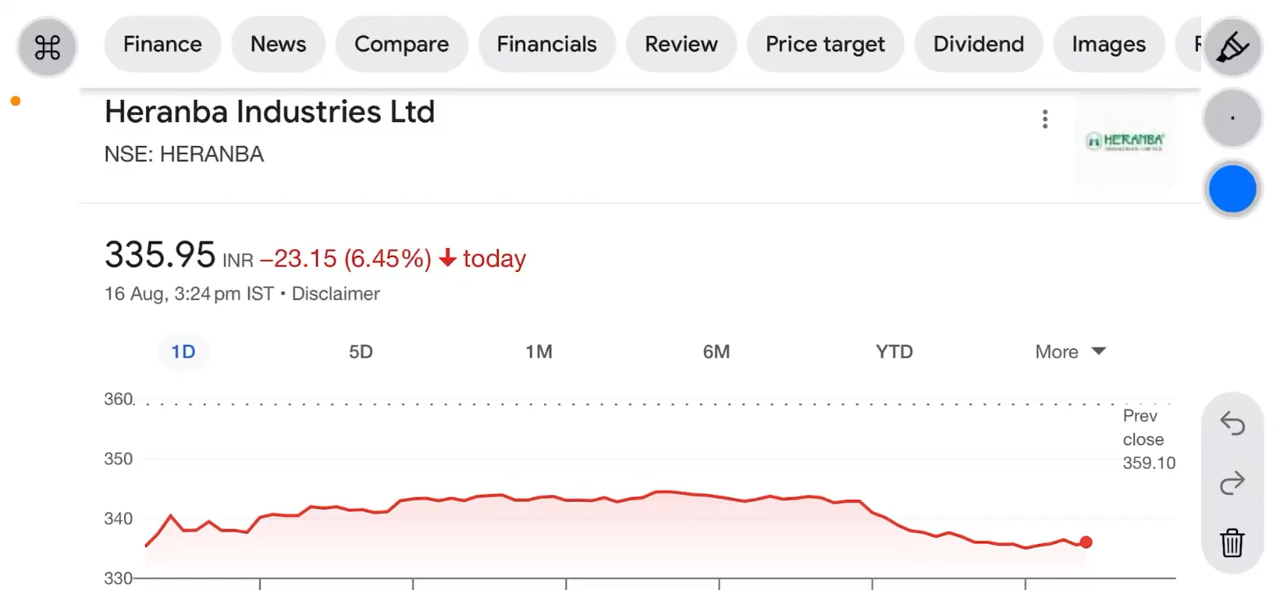 Finance News Compare Financials Review Price target Dividend Images
Heranba Industries Ltd
NSE: HERANBA
HERANBA
335.95 INR −23.15 (6.45%) today
16 Aug, 3:24 pm IST • Disclaimer
1D 5D 1M 6M YTD More
360
Prev
close
359.10
350
340
330